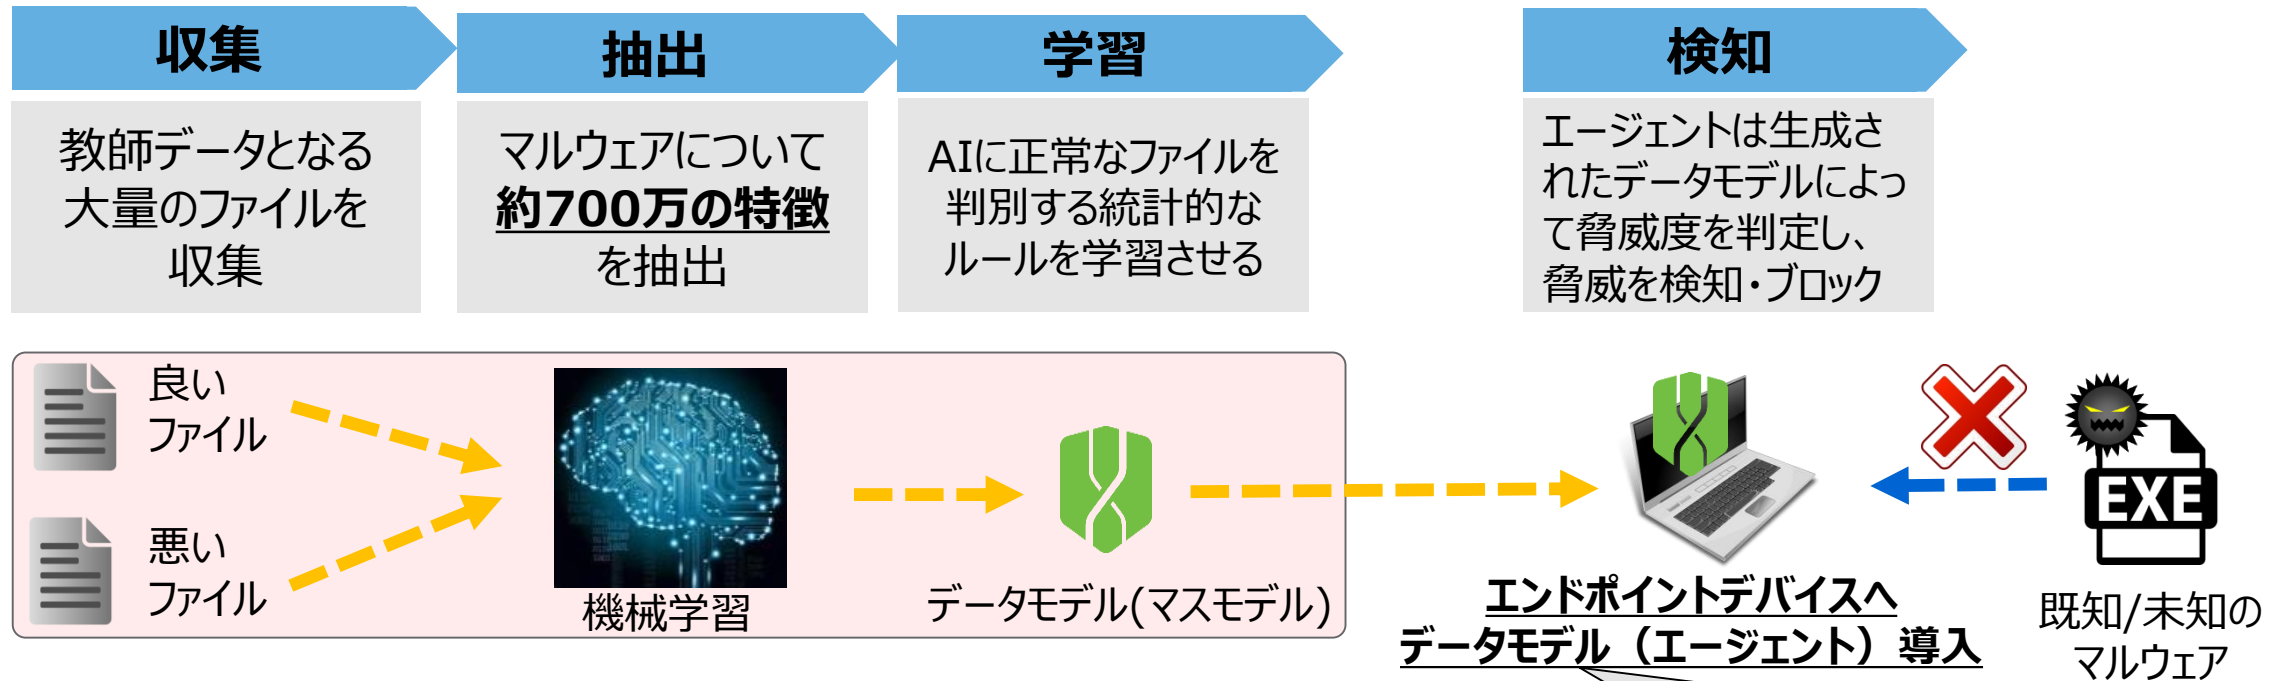 収集
抽出
学習
検知
教師データとなる
大量のファイルを
収集
マルウェアについて
約700万の特徴
を抽出
AIに正常なファイルを
判別する統計的な
ルールを学習させる
エージェントは生成さ
れたデータモデルによっ
て脅威度を判定し、
脅威を検知・ブロック
良い
ファイル
悪い
ファイル
機械学習
データモデル(マスモデル)
エンドポイントデバイスへ
データモデル（エージェント）導入
EXE
既知/未知の
マルウェア